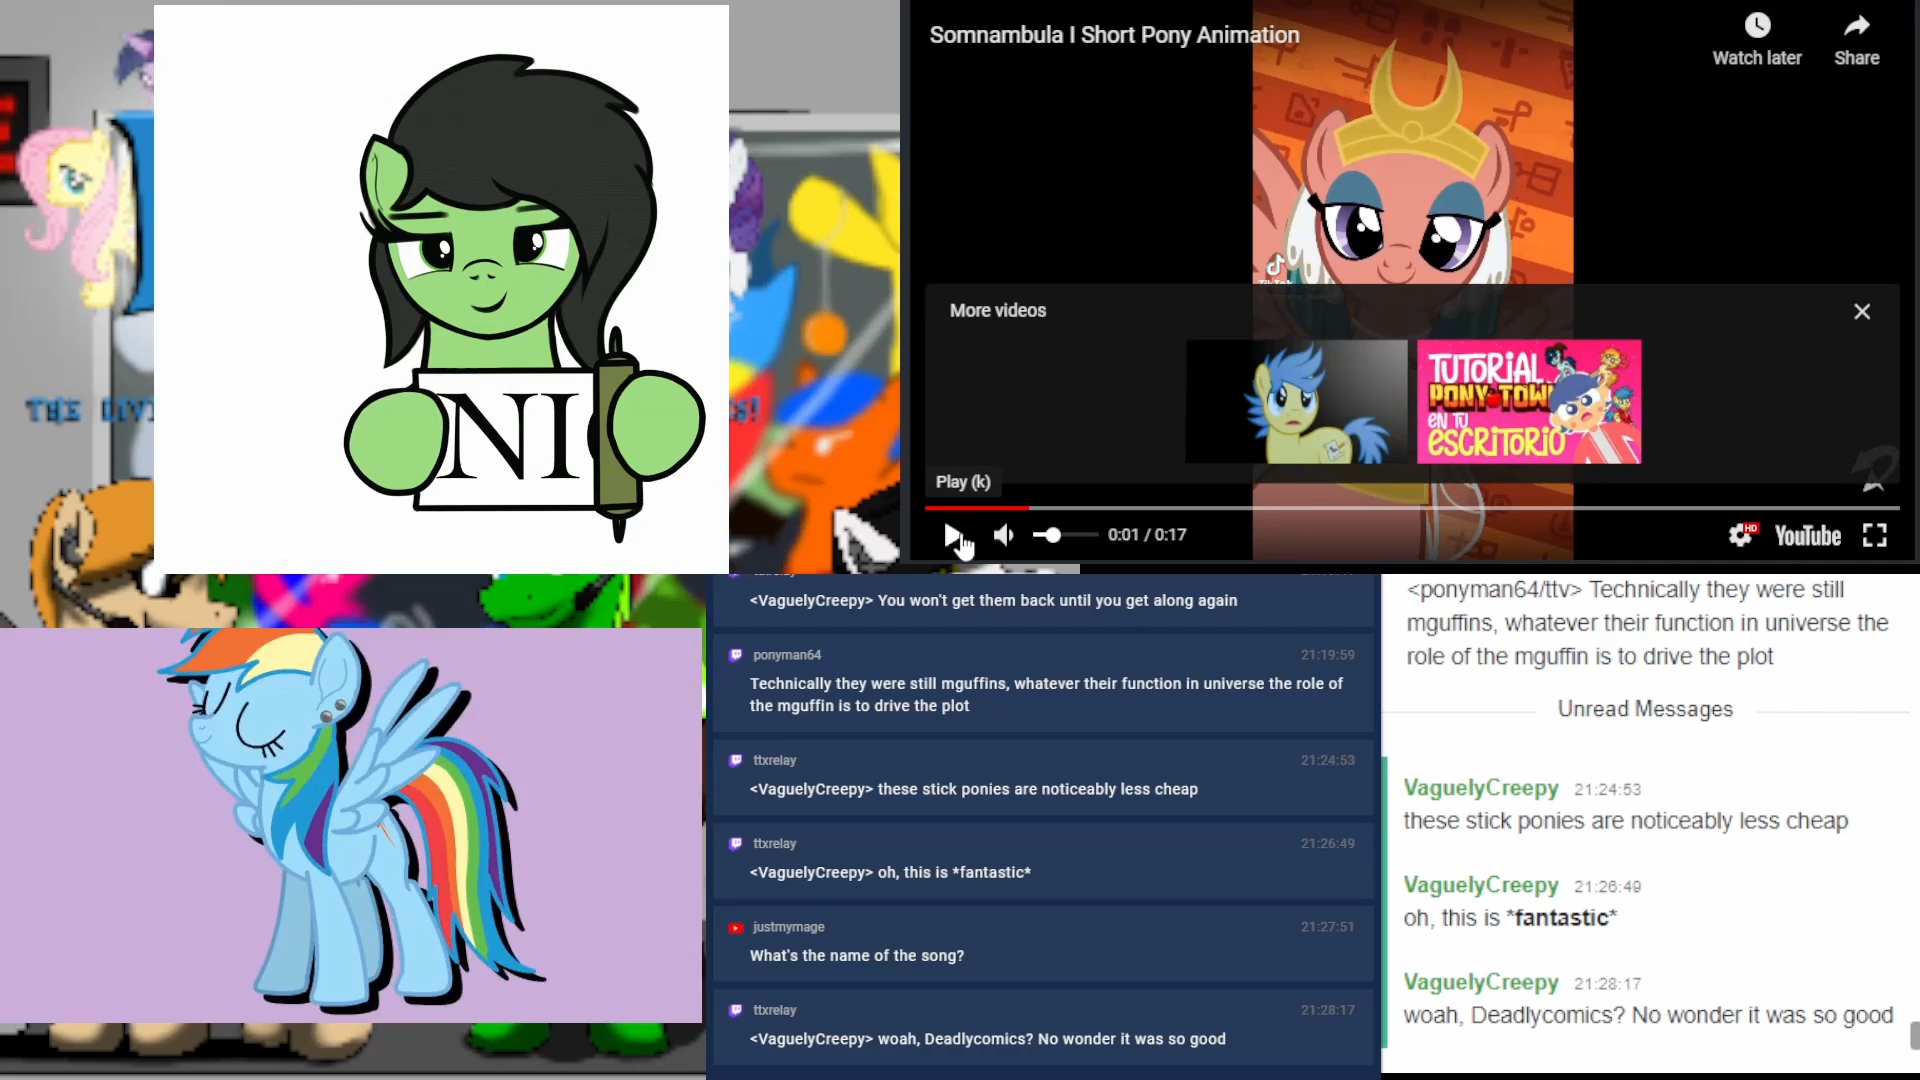 Somnambula I Short Pony Animation
Watch later
Share
TikTok
More videos
TUTORIAL
PONY TOWN
EN TU
ESCRITORIO
Play (k)
0:01 / 0:17
HD
YouTube
NI
THE DIV
<VaguelyCreepy> You won't get them back until you get along again
ponyman64 21:19:59
Technically they were still mguffins, whatever their function in universe the role of
the mguffin is to drive the plot
ttxrelay 21:24:53
<VaguelyCreepy> these stick ponies are noticeably less cheap
ttxrelay 21:26:49
<VaguelyCreepy> oh, this is *fantastic*
justmymage 21:27:51
What's the name of the song?
ttxrelay 21:28:17
<VaguelyCreepy> woah, Deadlycomics? No wonder it was so good
<ponyman64/ttv> Technically they were still
mguffins, whatever their function in universe the
role of the mguffin is to drive the plot
Unread Messages
VaguelyCreepy 21:24:53
these stick ponies are noticeably less cheap
VaguelyCreepy 21:26:49
oh, this is *fantastic*
VaguelyCreepy 21:28:17
woah, Deadlycomics? No wonder it was so good